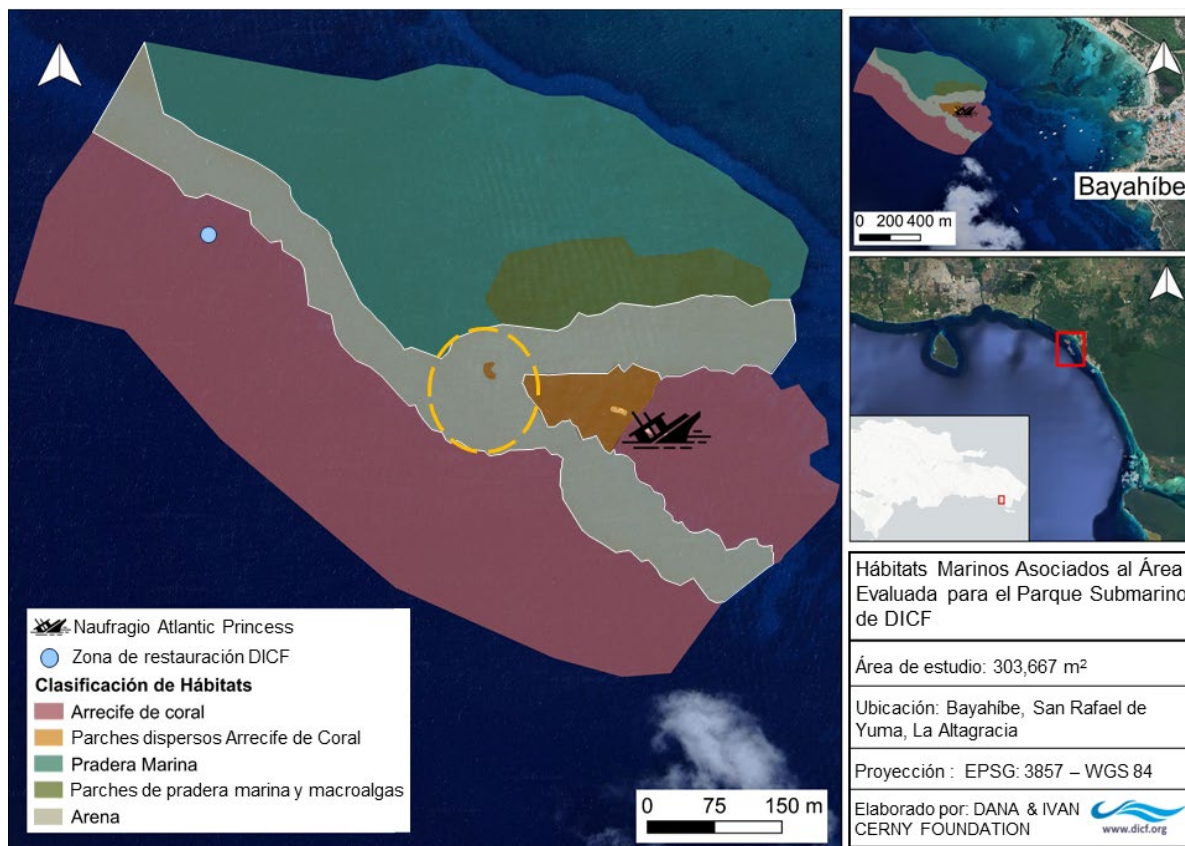 Naufragio Atlantic Princess
Zona de restauración DICF
Clasificación de Hábitats
Arrecife de coral
Parches dispersos Arrecife de Coral
Pradera Marina
Parches de pradera marina y macroalgas
Arena
0 75 150 m
Bayahíbe
0 200 400 m
Hábitats Marinos Asociados al Área
Evaluada para el Parque Submarino
de DICF
Área de estudio: 303,667 m²
Ubicación: Bayahíbe, San Rafael de
Yuma, La Altagracia
Proyección : EPSG: 3857 – WGS 84
Elaborado por: DANA & IVAN
CERNY FOUNDATION
www.dicf.org